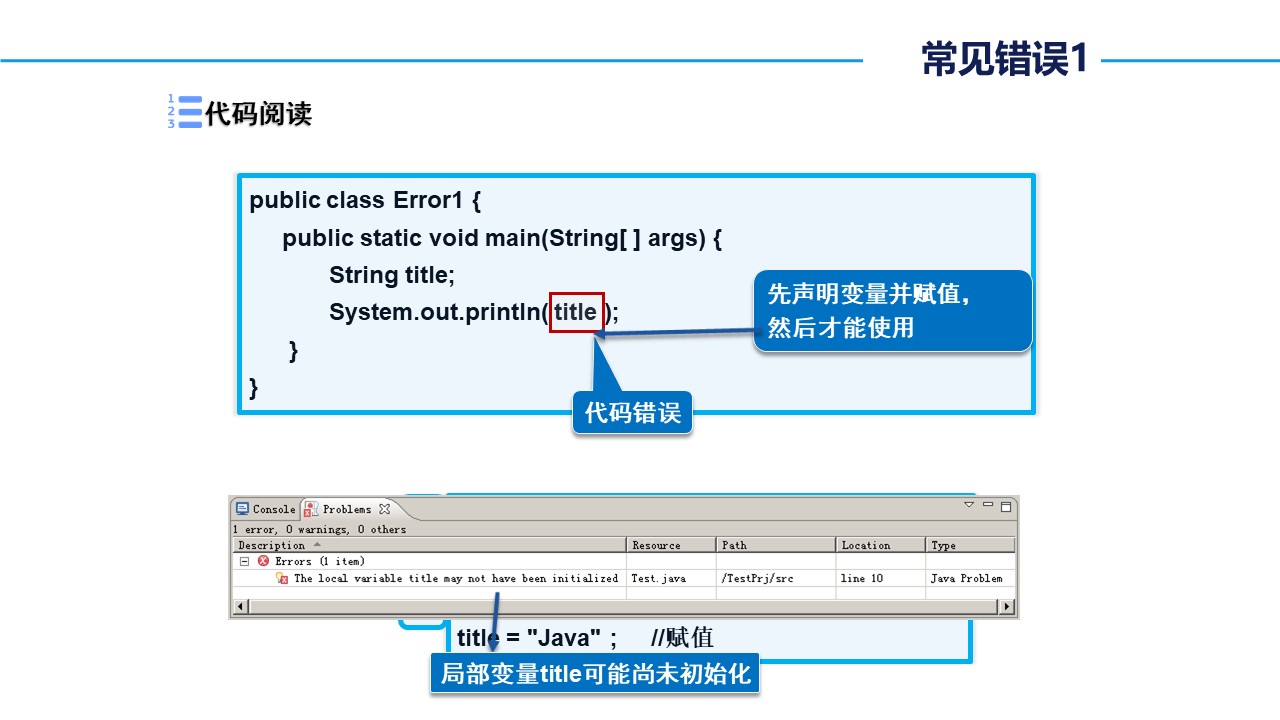 常见错误1
1
2
3
代码阅读
public class Error1 {
public static void main(String[ ] args) {
String title;
System.out.println( title );
}
}
先声明变量并赋值，
然后才能使用
代码错误
Console Problems
1 error, 0 warnings, 0 others
Description Resource Path Location Type
Errors (1 item)
The local variable title may not have been initialized Test.java /TestPrj/src line 10 Java Problem
title = "Java" ; //赋值
局部变量title可能尚未初始化